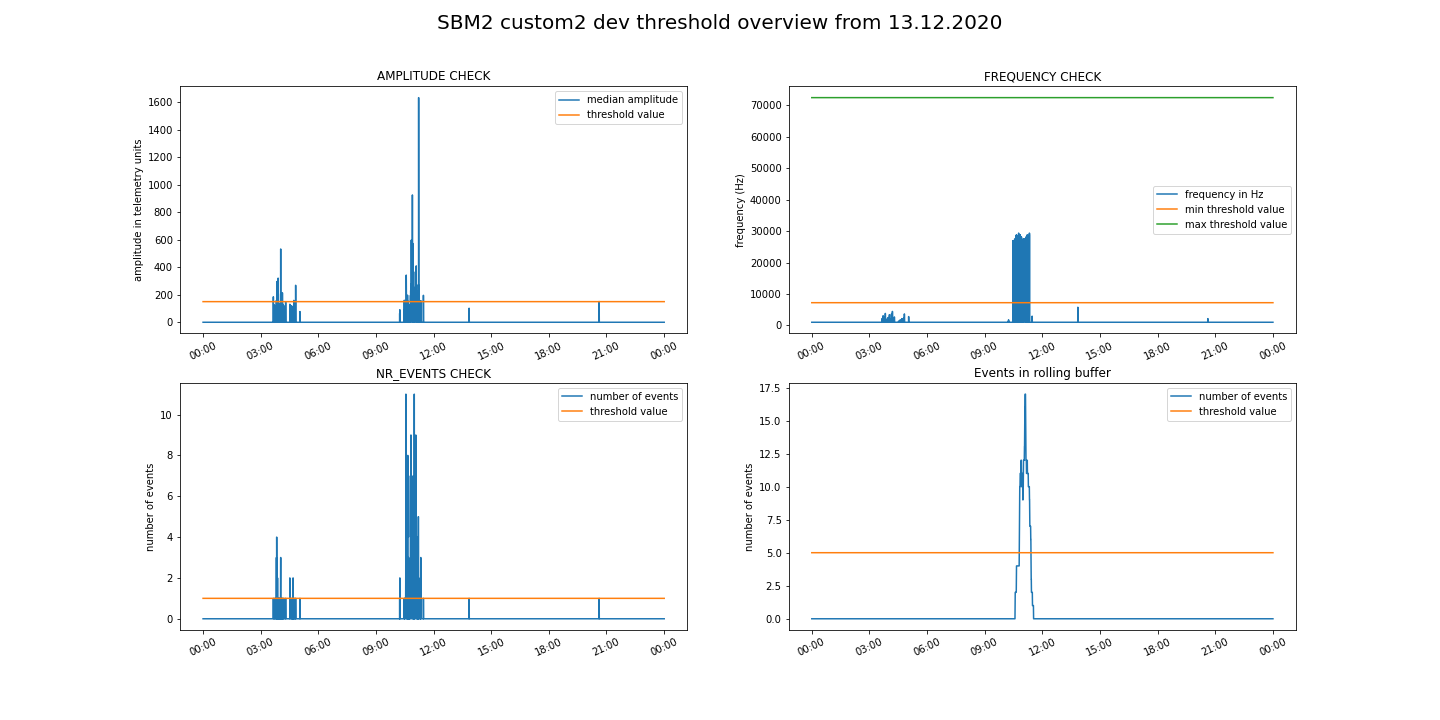 SBM2 custom2 dev threshold overview from 13.12.2020
AMPLITUDE CHECK
amplitude in telemetry units
1600
1400
1200
1000
800
600
400
200
0
median amplitude
threshold value
00:00 03:00 06:00 09:00 12:00 15:00 18:00 21:00 00:00
FREQUENCY CHECK
frequency (Hz)
70000
60000
50000
40000
30000
20000
10000
0
frequency in Hz
min threshold value
max threshold value
00:00 03:00 06:00 09:00 12:00 15:00 18:00 21:00 00:00
NR_EVENTS CHECK
number of events
10
8
6
4
2
0
number of events
threshold value
00:00 03:00 06:00 09:00 12:00 15:00 18:00 21:00 00:00
Events in rolling buffer
number of events
17.5
15.0
12.5
10.0
7.5
5.0
2.5
0.0
number of events
threshold value
00:00 03:00 06:00 09:00 12:00 15:00 18:00 21:00 00:00